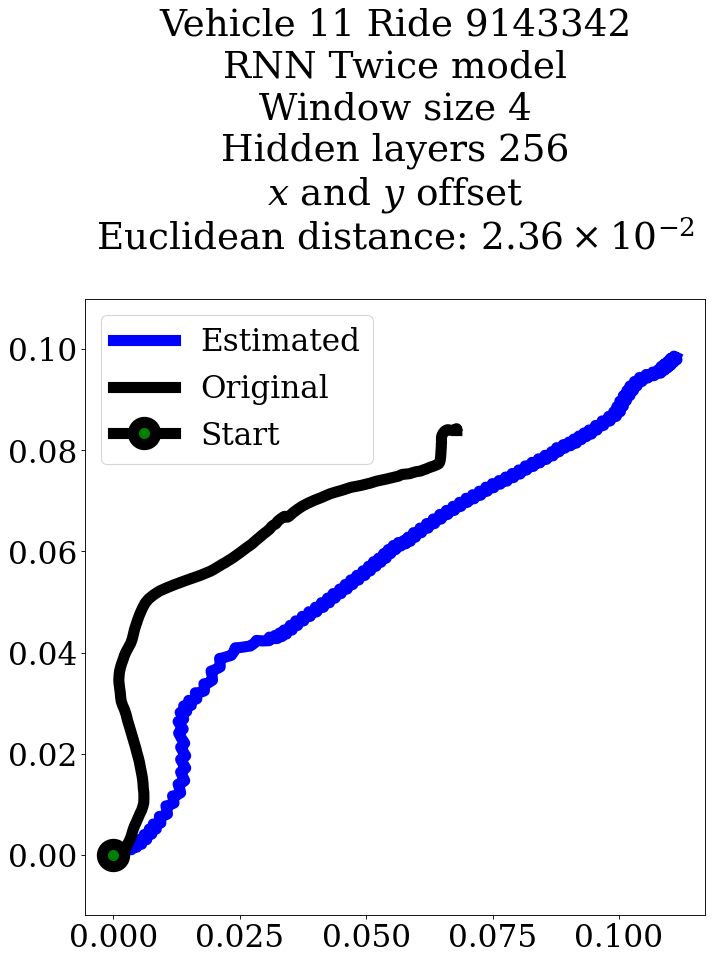 Vehicle 11 Ride 9143342
RNN Twice model
Window size 4
Hidden layers 256
x and y offset
Euclidean distance: 2.36 × 10⁻²
Estimated
Original
Start
0.10
0.08
0.06
0.04
0.02
0.00
0.000 0.025 0.050 0.075 0.100